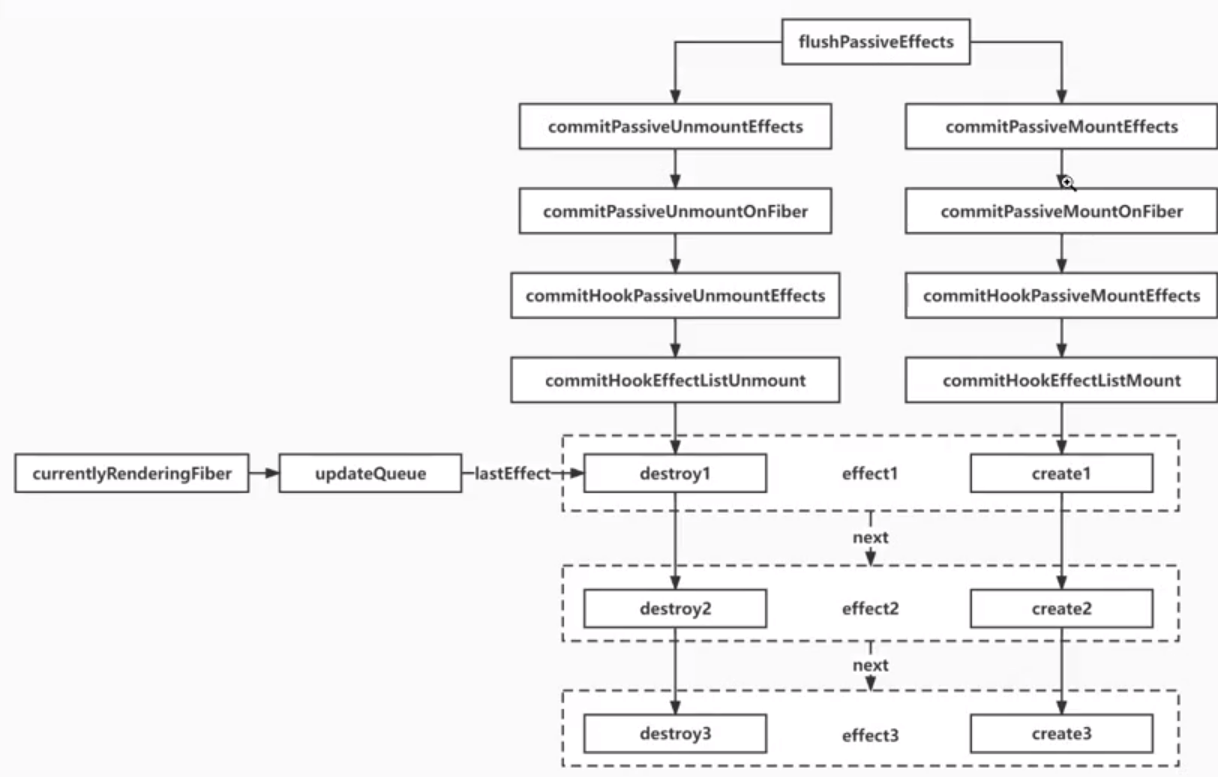 flushPassiveEffects
commitPassiveUnmountEffects
commitPassiveMountEffects
commitPassiveUnmountOnFiber
commitPassiveMountOnFiber
commitHookPassiveUnmountEffects
commitHookPassiveMountEffects
commitHookEffectListUnmount
commitHookEffectListMount
currentlyRenderingFiber
updateQueue
lastEffect
destroy1
effect1
create1
next
destroy2
effect2
create2
next
destroy3
effect3
create3